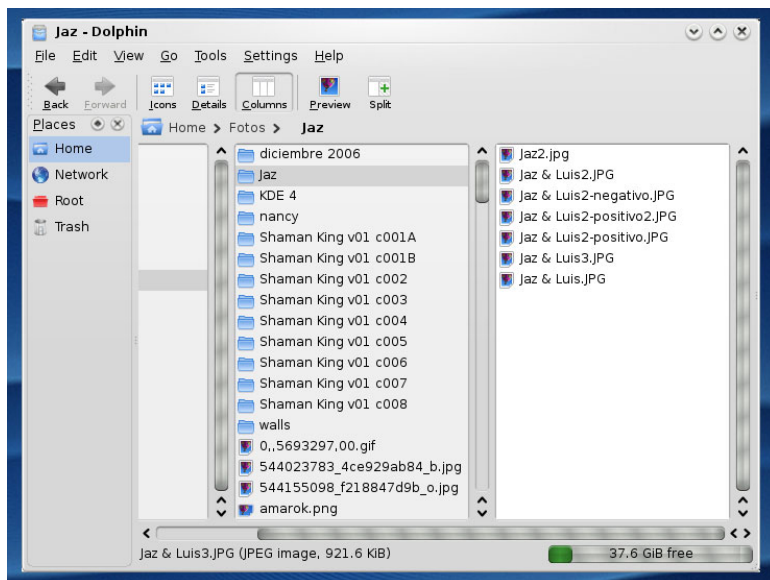 Jaz - Dolphin
File Edit View Go Tools Settings Help
Back Forward Icons Details Columns Preview Split
Places
Home > Fotos > Jaz
Home
Network
Root
Trash
diciembre 2006
Jaz
KDE 4
nancy
Shaman King v01 c001A
Shaman King v01 c001B
Shaman King v01 c002
Shaman King v01 c003
Shaman King v01 c004
Shaman King v01 c005
Shaman King v01 c006
Shaman King v01 c007
Shaman King v01 c008
walls
0,,5693297,00.gif
544023783_4ce929ab84_b.jpg
544155098_f218847d9b_o.jpg
amarok.png
Jaz2.jpg
Jaz & Luis2.JPG
Jaz & Luis2-negativo.JPG
Jaz & Luis2-positivo2.JPG
Jaz & Luis2-positivo.JPG
Jaz & Luis3.JPG
Jaz & Luis.JPG
Jaz & Luis3.JPG (JPEG image, 921.6 KiB)
37.6 GiB free